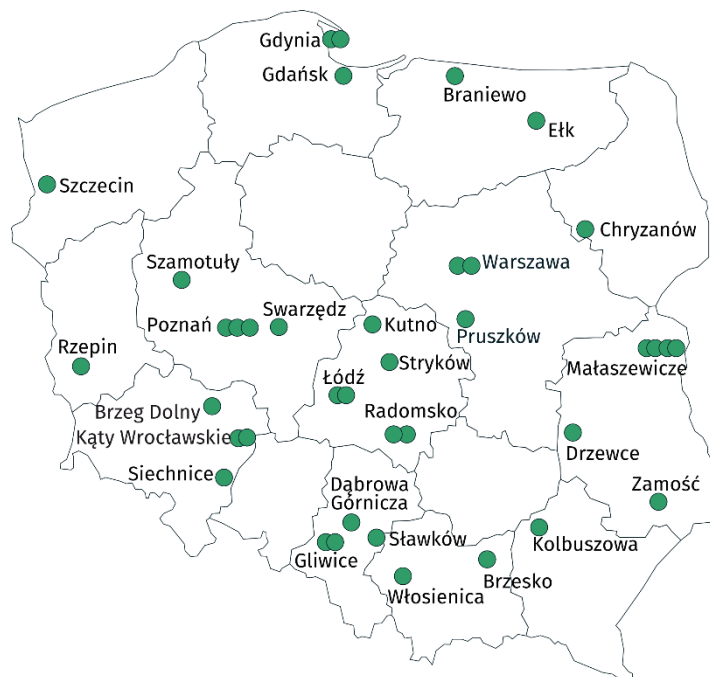 Gdynia
Gdańsk
Braniewo
Ełk
Szczecin
Chryzanów
Szamotuły
Warszawa
Swarzędz
Poznań
Kutno
Pruszków
Rzepin
Stryków
Małaszewicze
Łódź
Brzeg Dolny
Radomsko
Kąty Wrocławskie
Drzewce
Siechnice
Dąbrowa
Górnicza
Zamość
Sławków
Kolbuszowa
Gliwice
Brzesko
Włosienica